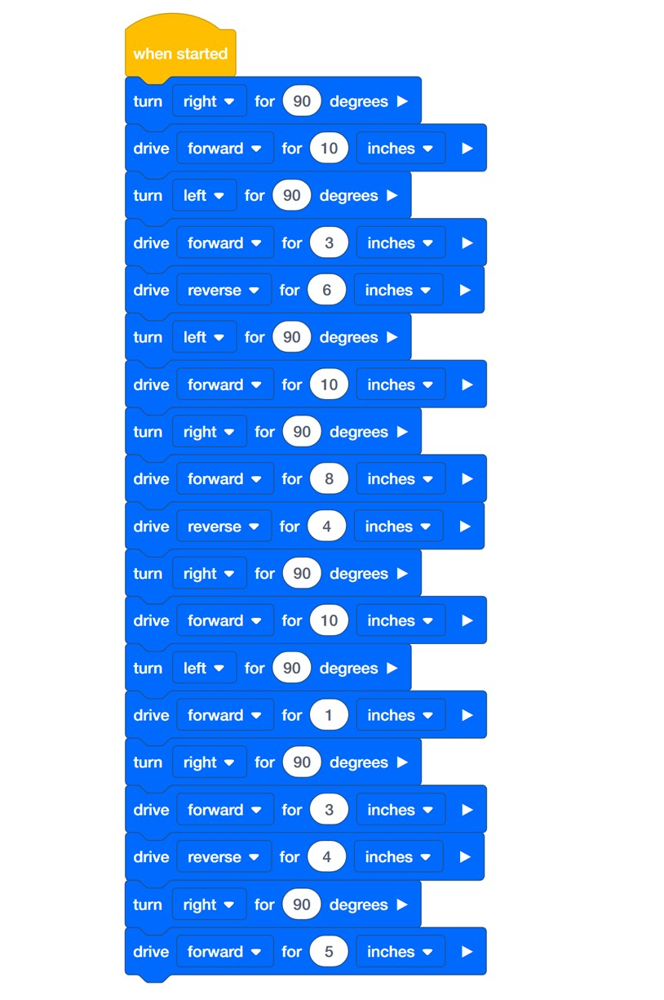 when started
turn right for 90 degrees
drive forward for 10 inches
turn left for 90 degrees
drive forward for 3 inches
drive reverse for 6 inches
turn left for 90 degrees
drive forward for 10 inches
turn right for 90 degrees
drive forward for 8 inches
drive reverse for 4 inches
turn right for 90 degrees
drive forward for 10 inches
turn left for 90 degrees
drive forward for 1 inches
turn right for 90 degrees
drive forward for 3 inches
drive reverse for 4 inches
turn right for 90 degrees
drive forward for 5 inches